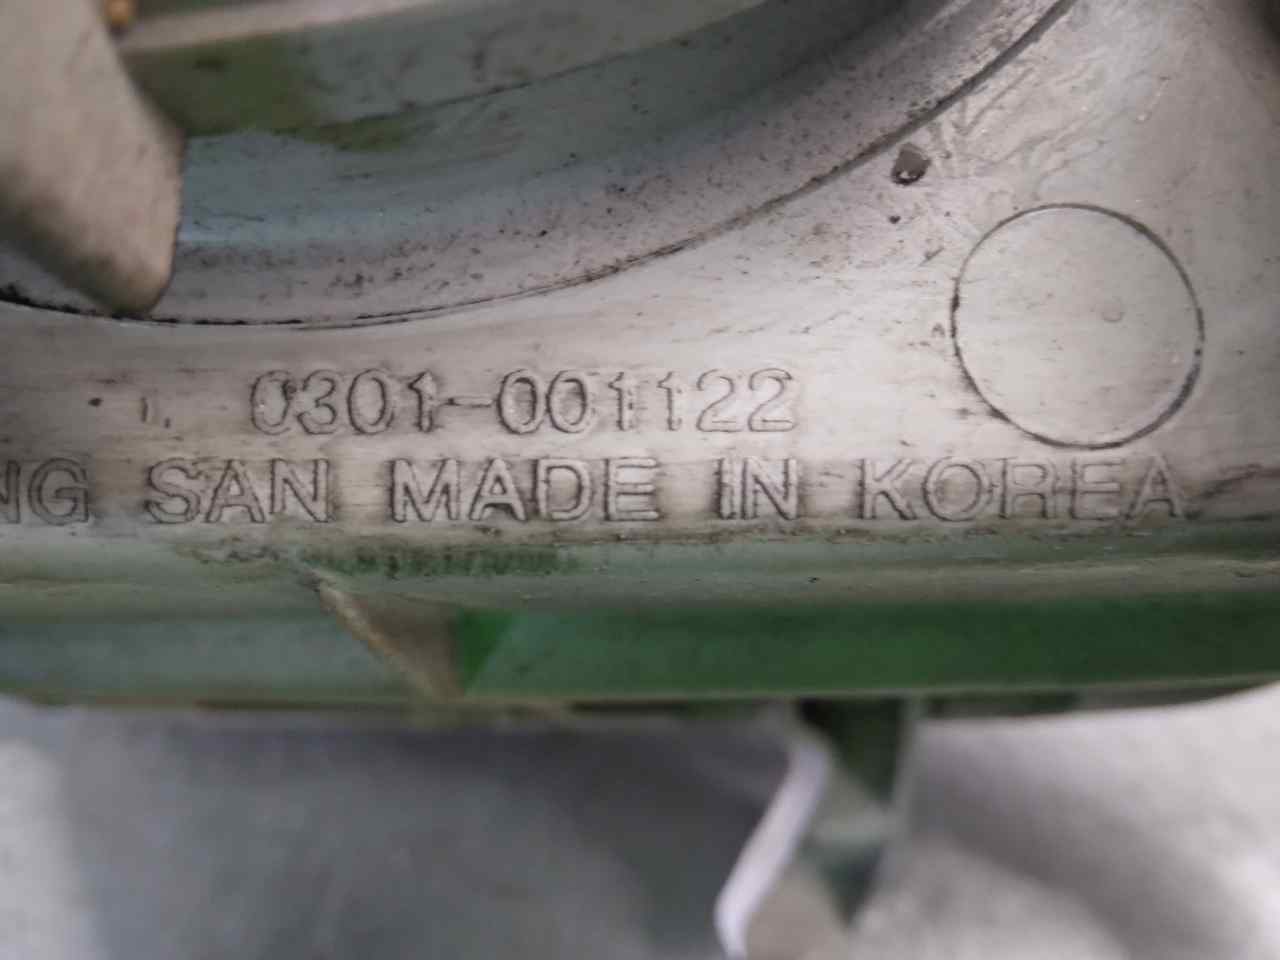 0301-001122
NG SAN MADE IN KOREA